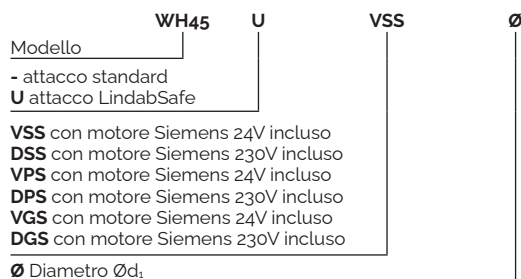 WH45 U VSS Ø
Modello
- attacco standard
U attacco LindabSafe
VSS con motore Siemens 24V incluso
DSS con motore Siemens 230V incluso
VPS con motore Siemens 24V incluso
DPS con motore Siemens 230V incluso
VGS con motore Siemens 24V incluso
DGS con motore Siemens 230V incluso
Ø Diametro Ød₁